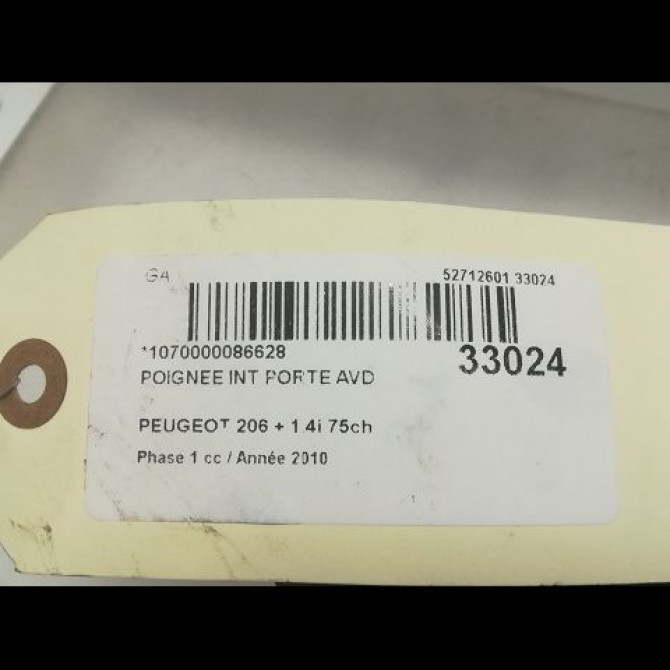 G4 52712601 33024
*1070000086628 33024
POIGNEE INT PORTE AVD
PEUGEOT 206 + 1.4i 75ch
Phase 1 cc / Année 2010